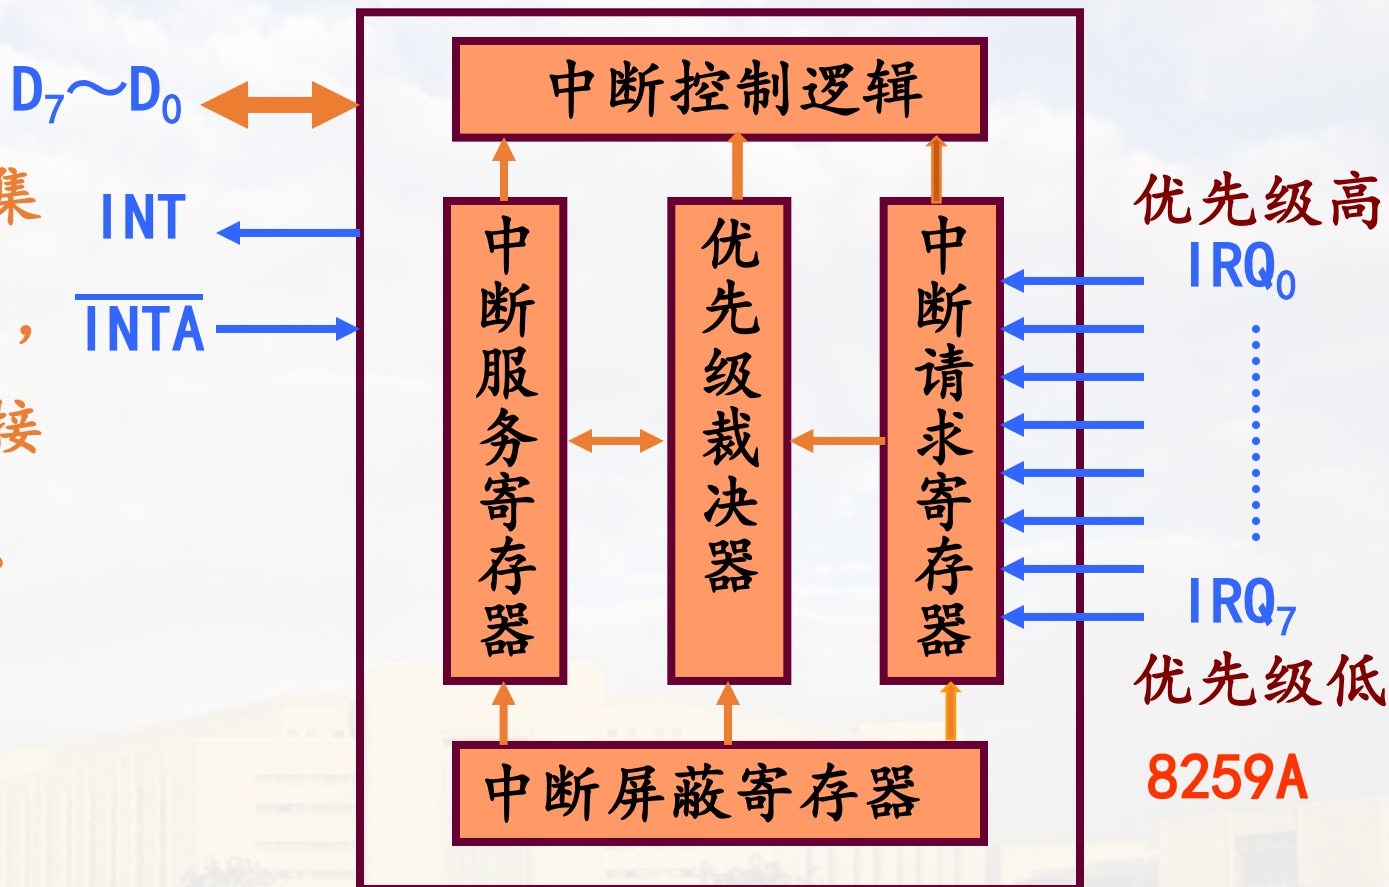 中断控制逻辑
D₇～D₀
集
INT
INTA
，
接
中断服务寄存器
优先级裁决器
中断请求寄存器
优先级高
IRQ₀
IRQ₇
优先级低
中断屏蔽寄存器
8259A